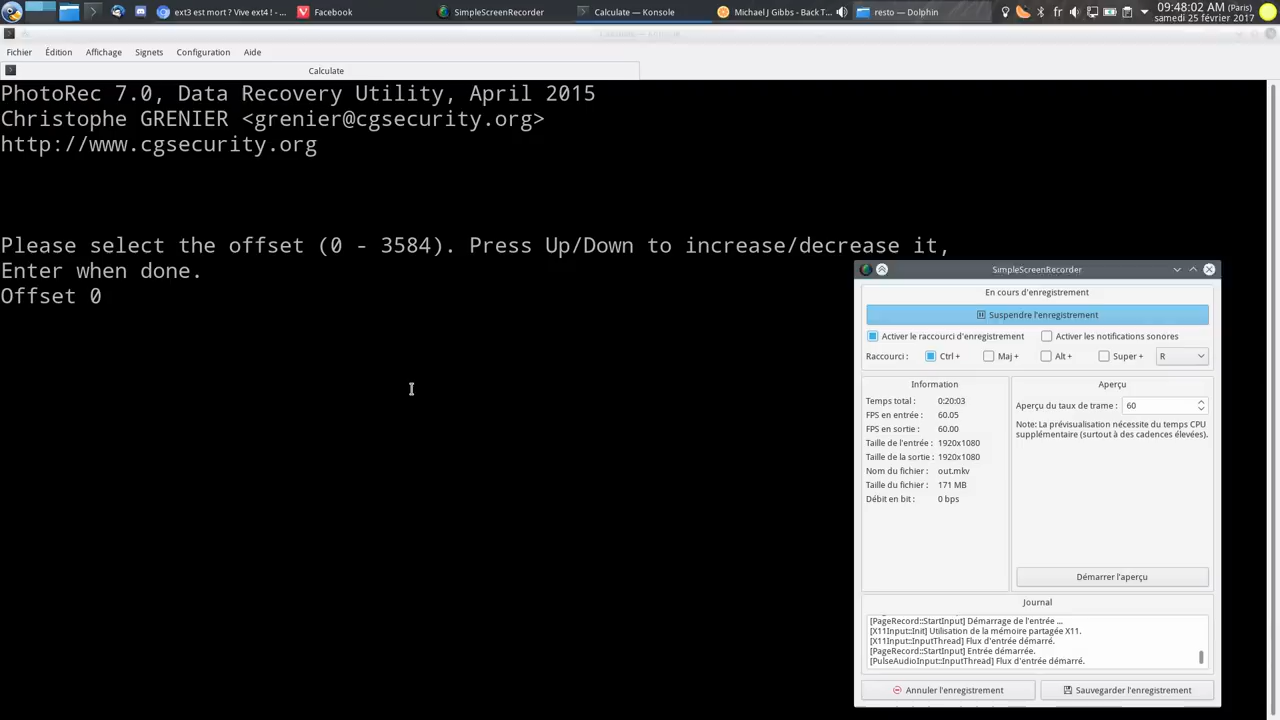 ext3 est mort ? Vive ext4 ! - ...
Facebook
SimpleScreenRecorder
Calculate — Konsole
Michael J Gibbs - Back T...
resto — Dolphin
fr
09:48:02 AM (Paris)
samedi 25 février 2017
Fichier Édition Affichage Signets Configuration Aide
Calculate
PhotoRec 7.0, Data Recovery Utility, April 2015
Christophe GRENIER <grenier@cgsecurity.org>
http://www.cgsecurity.org
Please select the offset (0 - 3584). Press Up/Down to increase/decrease it,
Enter when done.
Offset 0
SimpleScreenRecorder
En cours d'enregistrement
Suspendre l'enregistrement
Activer le raccourci d'enregistrement Activer les notifications sonores
Raccourci : Ctrl + Maj + Alt + Super + R
Information
Temps total : 0:20:03
FPS en entrée : 60.05
FPS en sortie : 60.00
Taille de l'entrée : 1920x1080
Taille de la sortie : 1920x1080
Nom du fichier : out.mkv
Taille du fichier : 171 MB
Débit en bit : 0 bps
Aperçu
Aperçu du taux de trame : 60
Note: La prévisualisation nécessite du temps CPU
supplémentaire (surtout à des cadences élevées).
Démarrer l'aperçu
Journal
[PageRecord::StartInput] Démarrage de l'entrée ...
[X11Input::Init] Utilisation de la mémoire partagée X11.
[X11Input::InputThread] Flux d'entrée démarré.
[PageRecord::StartInput] Entrée démarrée.
[PulseAudioInput::InputThread] Flux d'entrée démarré.
Annuler l'enregistrement
Sauvegarder l'enregistrement